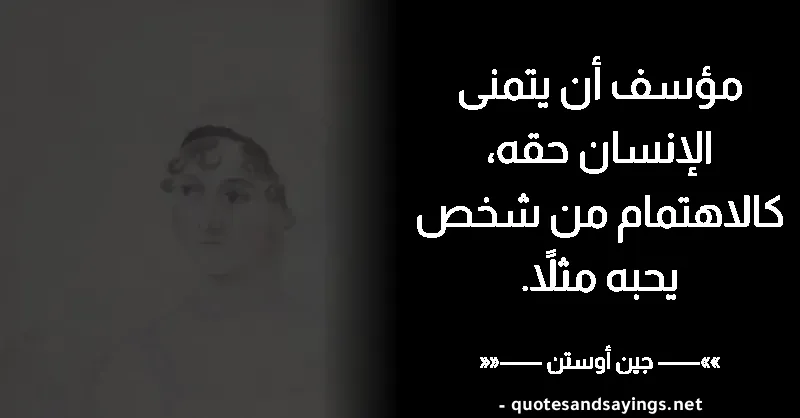 مؤسف أن يتمنى
الإنسان حقه،
كالاهتمام من شخص
يحبه مثلًا.
»»—— جين أوستن ——««
- quotesandsayings.net